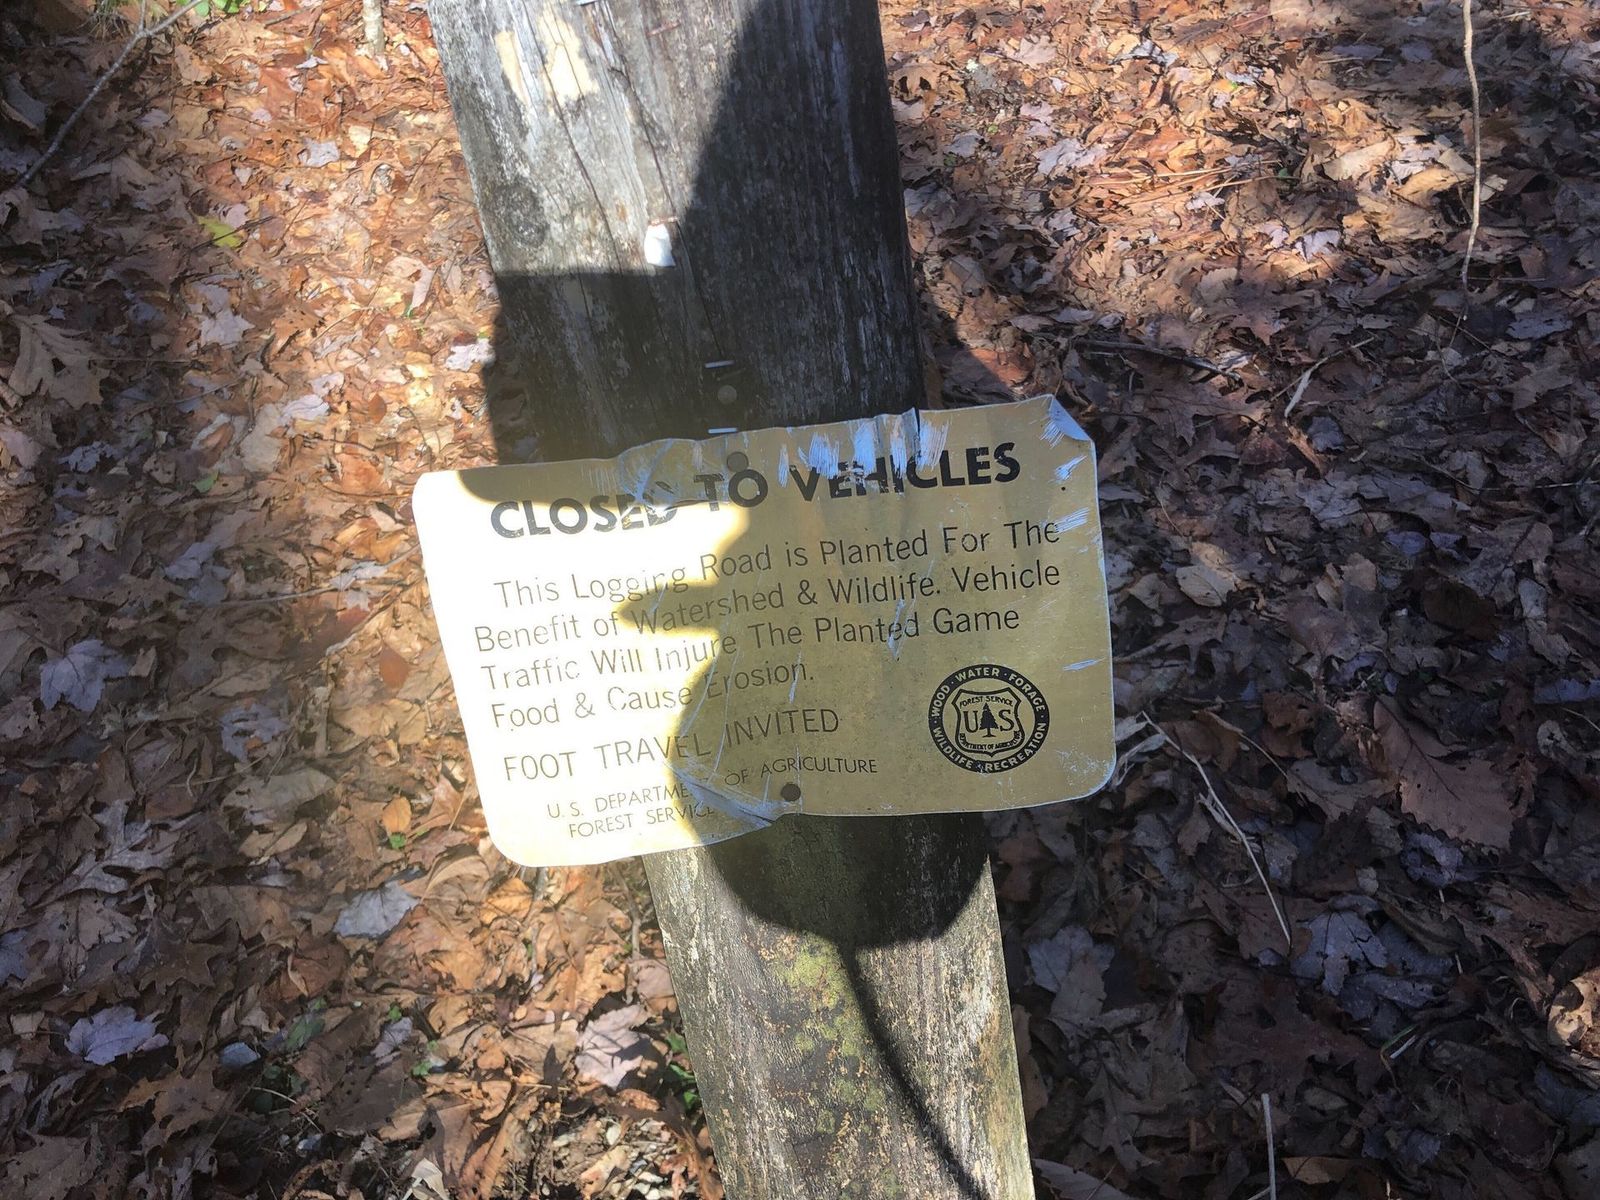 CLOSED TO VEHICLES
This Logging Road is Planted For The
Benefit of Watershed & Wildlife. Vehicle
Traffic Will Injure The Planted Game
Food & Cause Erosion.
FOOT TRAVEL INVITED
U.S. DEPARTMENT OF AGRICULTURE
FOREST SERVICE
WOOD · WATER · FORAGE
WILDLIFE · RECREATION
FOREST SERVICE
UAS
DEPARTMENT OF AGRICULTURE